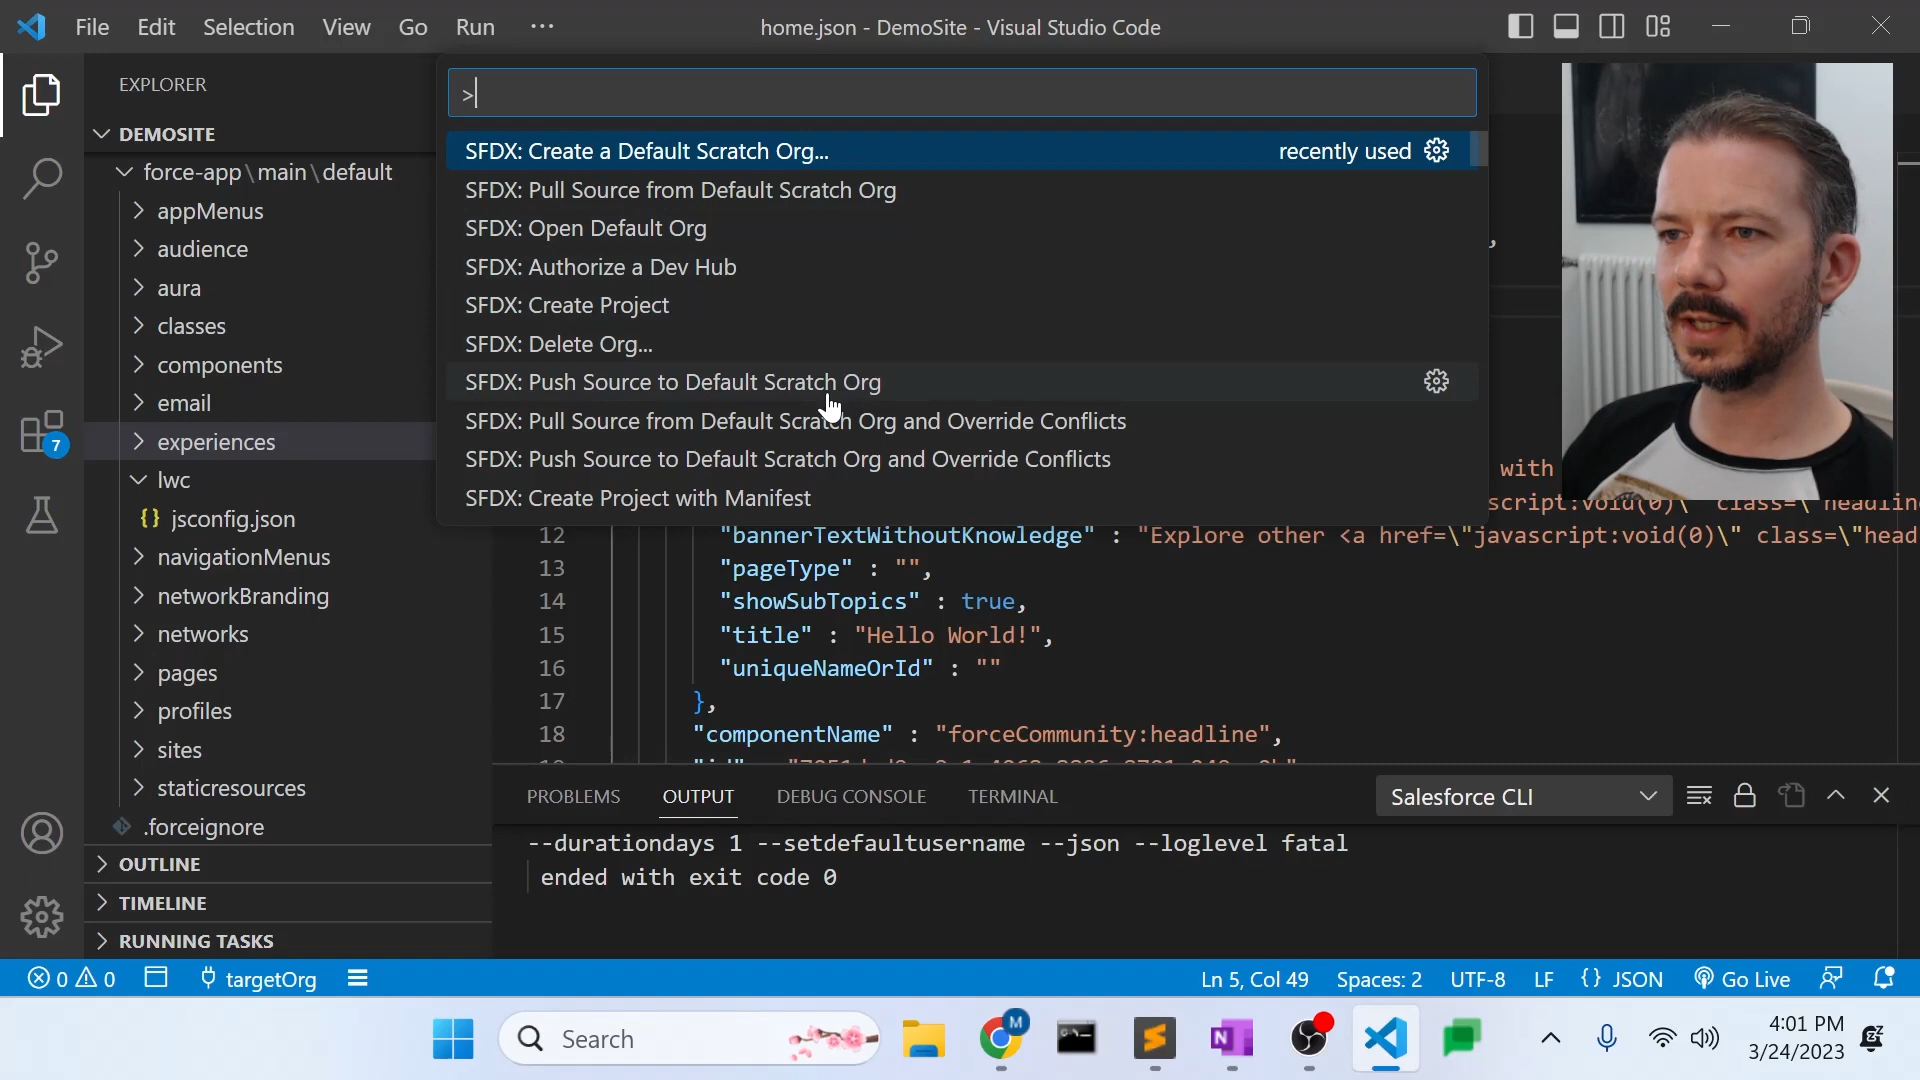 File Edit Selection View Go Run ···
home.json - DemoSite - Visual Studio Code
EXPLORER
DEMOSITE
force-app\main\default
appMenus
audience
aura
classes
components
email
experiences
lwc
{} jsconfig.json
navigationMenus
networkBranding
networks
pages
profiles
sites
staticresources
.forceignore
OUTLINE
TIMELINE
RUNNING TASKS
7
>
SFDX: Create a Default Scratch Org... recently used
SFDX: Pull Source from Default Scratch Org
SFDX: Open Default Org
SFDX: Authorize a Dev Hub
SFDX: Create Project
SFDX: Delete Org...
SFDX: Push Source to Default Scratch Org
SFDX: Pull Source from Default Scratch Org and Override Conflicts
SFDX: Push Source to Default Scratch Org and Override Conflicts
SFDX: Create Project with Manifest
,
with
script:void(0)\" class=\"headlin
12 "bannerTextWithoutKnowledge" : "Explore other <a href=\"javascript:void(0)\" class=\"head
13 "pageType" : "",
14 "showSubTopics" : true,
15 "title" : "Hello World!",
16 "uniqueNameOrId" : ""
17 },
18 "componentName" : "forceCommunity:headline",
PROBLEMS OUTPUT DEBUG CONSOLE TERMINAL
Salesforce CLI
--durationdays 1 --setdefaultusername --json --loglevel fatal
ended with exit code 0
0 0 targetOrg
Ln 5, Col 49 Spaces: 2 UTF-8 LF {} JSON Go Live
Search
M
N
4:01 PM
3/24/2023